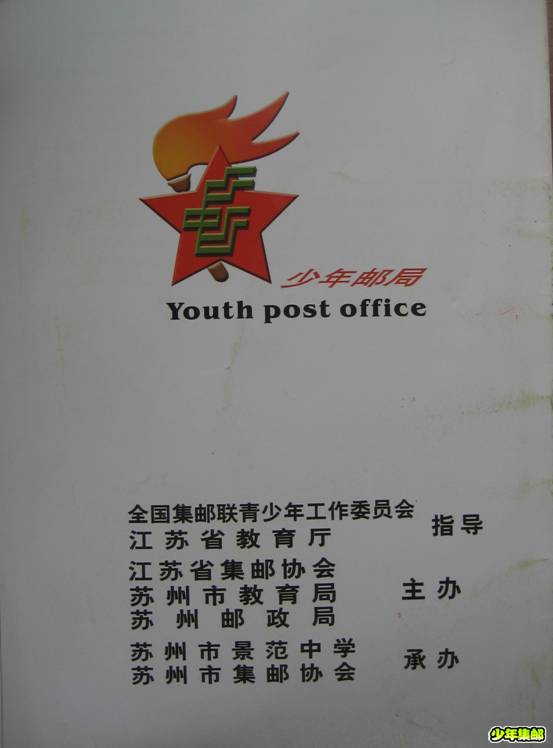 少年邮局
Youth post office
全国集邮联青少年工作委员会
江苏省教育厅
指导
江苏省集邮协会
苏州市教育局
苏州邮政局
主办
苏州市景范中学
苏州市集邮协会
承办
少年集邮